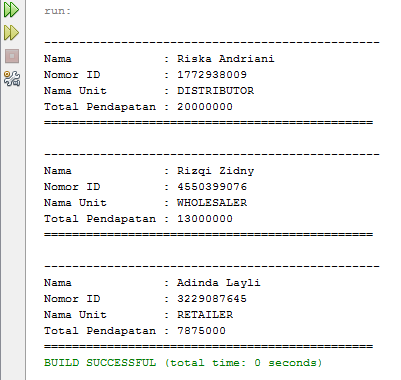 run:
------------------------------------------------
Nama             : Riska Andriani
Nomor ID         : 1772938009
Nama Unit        : DISTRIBUTOR
Total Pendapatan : 20000000
===============================================
------------------------------------------------
Nama             : Rizqi Zidny
Nomor ID         : 4550399076
Nama Unit        : WHOLESALER
Total Pendapatan : 13000000
===============================================
------------------------------------------------
Nama             : Adinda Layli
Nomor ID         : 3229087645
Nama Unit        : RETAILER
Total Pendapatan : 7875000
===============================================
BUILD SUCCESSFUL (total time: 0 seconds)